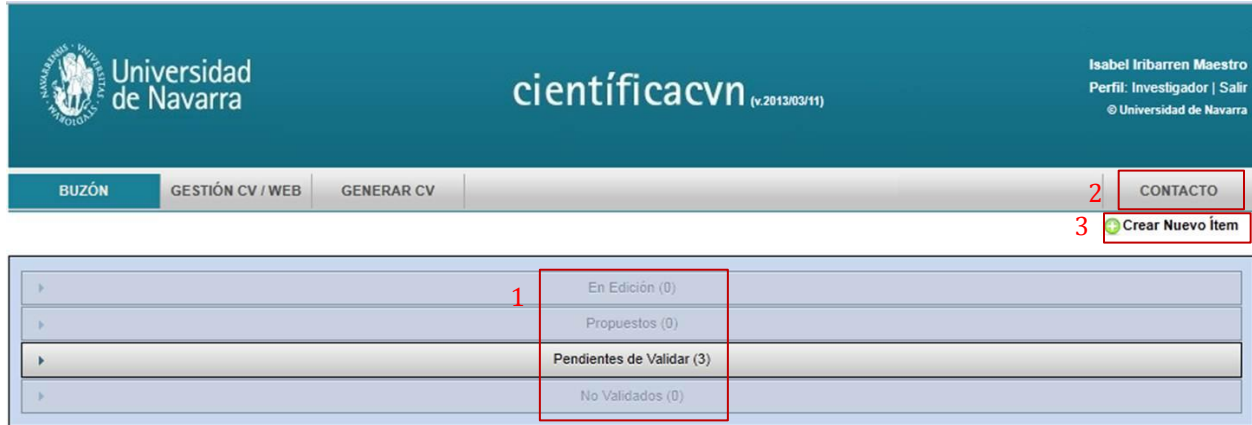 Universidad
de Navarra
científicacvn (v.2013/03/11)
Isabel Iribarren Maestro
Perfil: Investigador | Salir
© Universidad de Navarra
BUZÓN GESTIÓN CV / WEB GENERAR CV 2 CONTACTO
3 Crear Nuevo Ítem
1 En Edición (0)
Propuestos (0)
Pendientes de Validar (3)
No Validados (0)